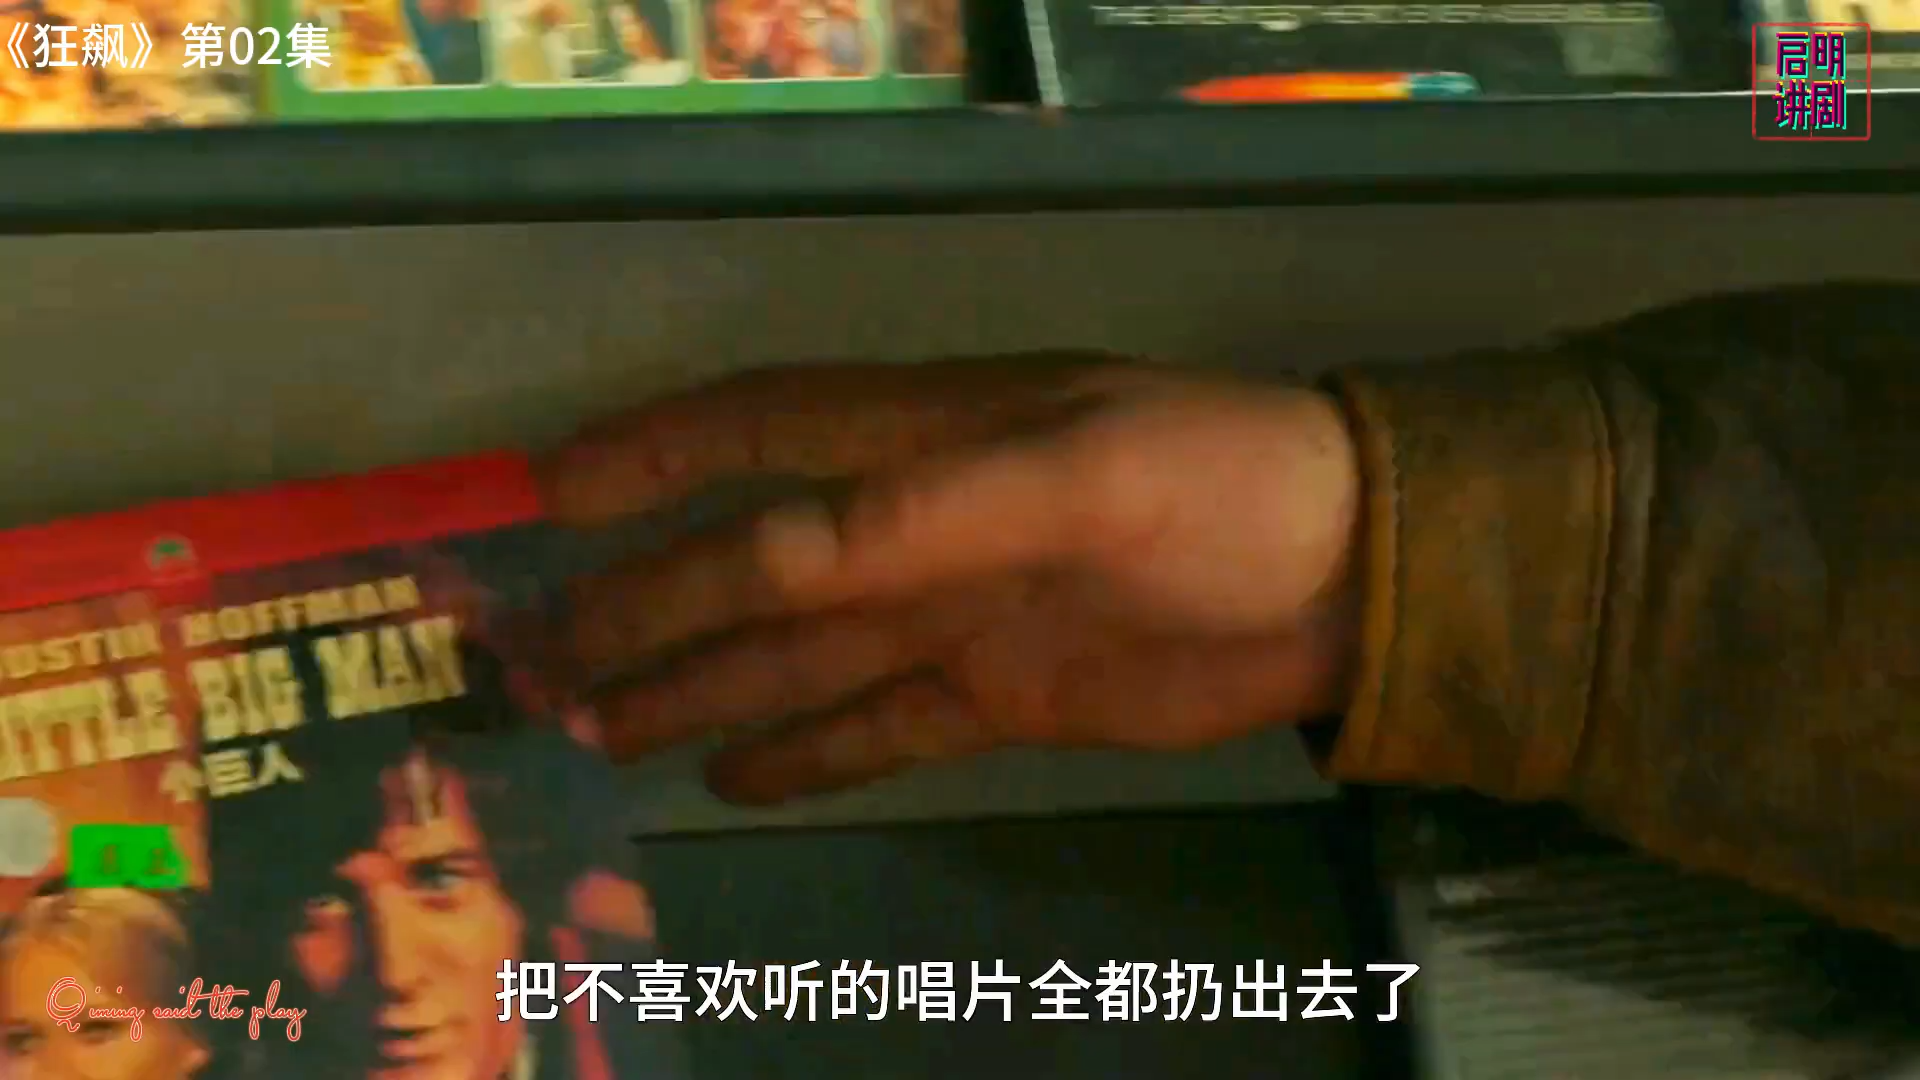 《狂飙》 第02集
启明
讲剧
DUSTIN HOFFMAN
LITTLE BIG MAN
小巨人
Qiming said the play
把不喜欢听的唱片全都扔出去了